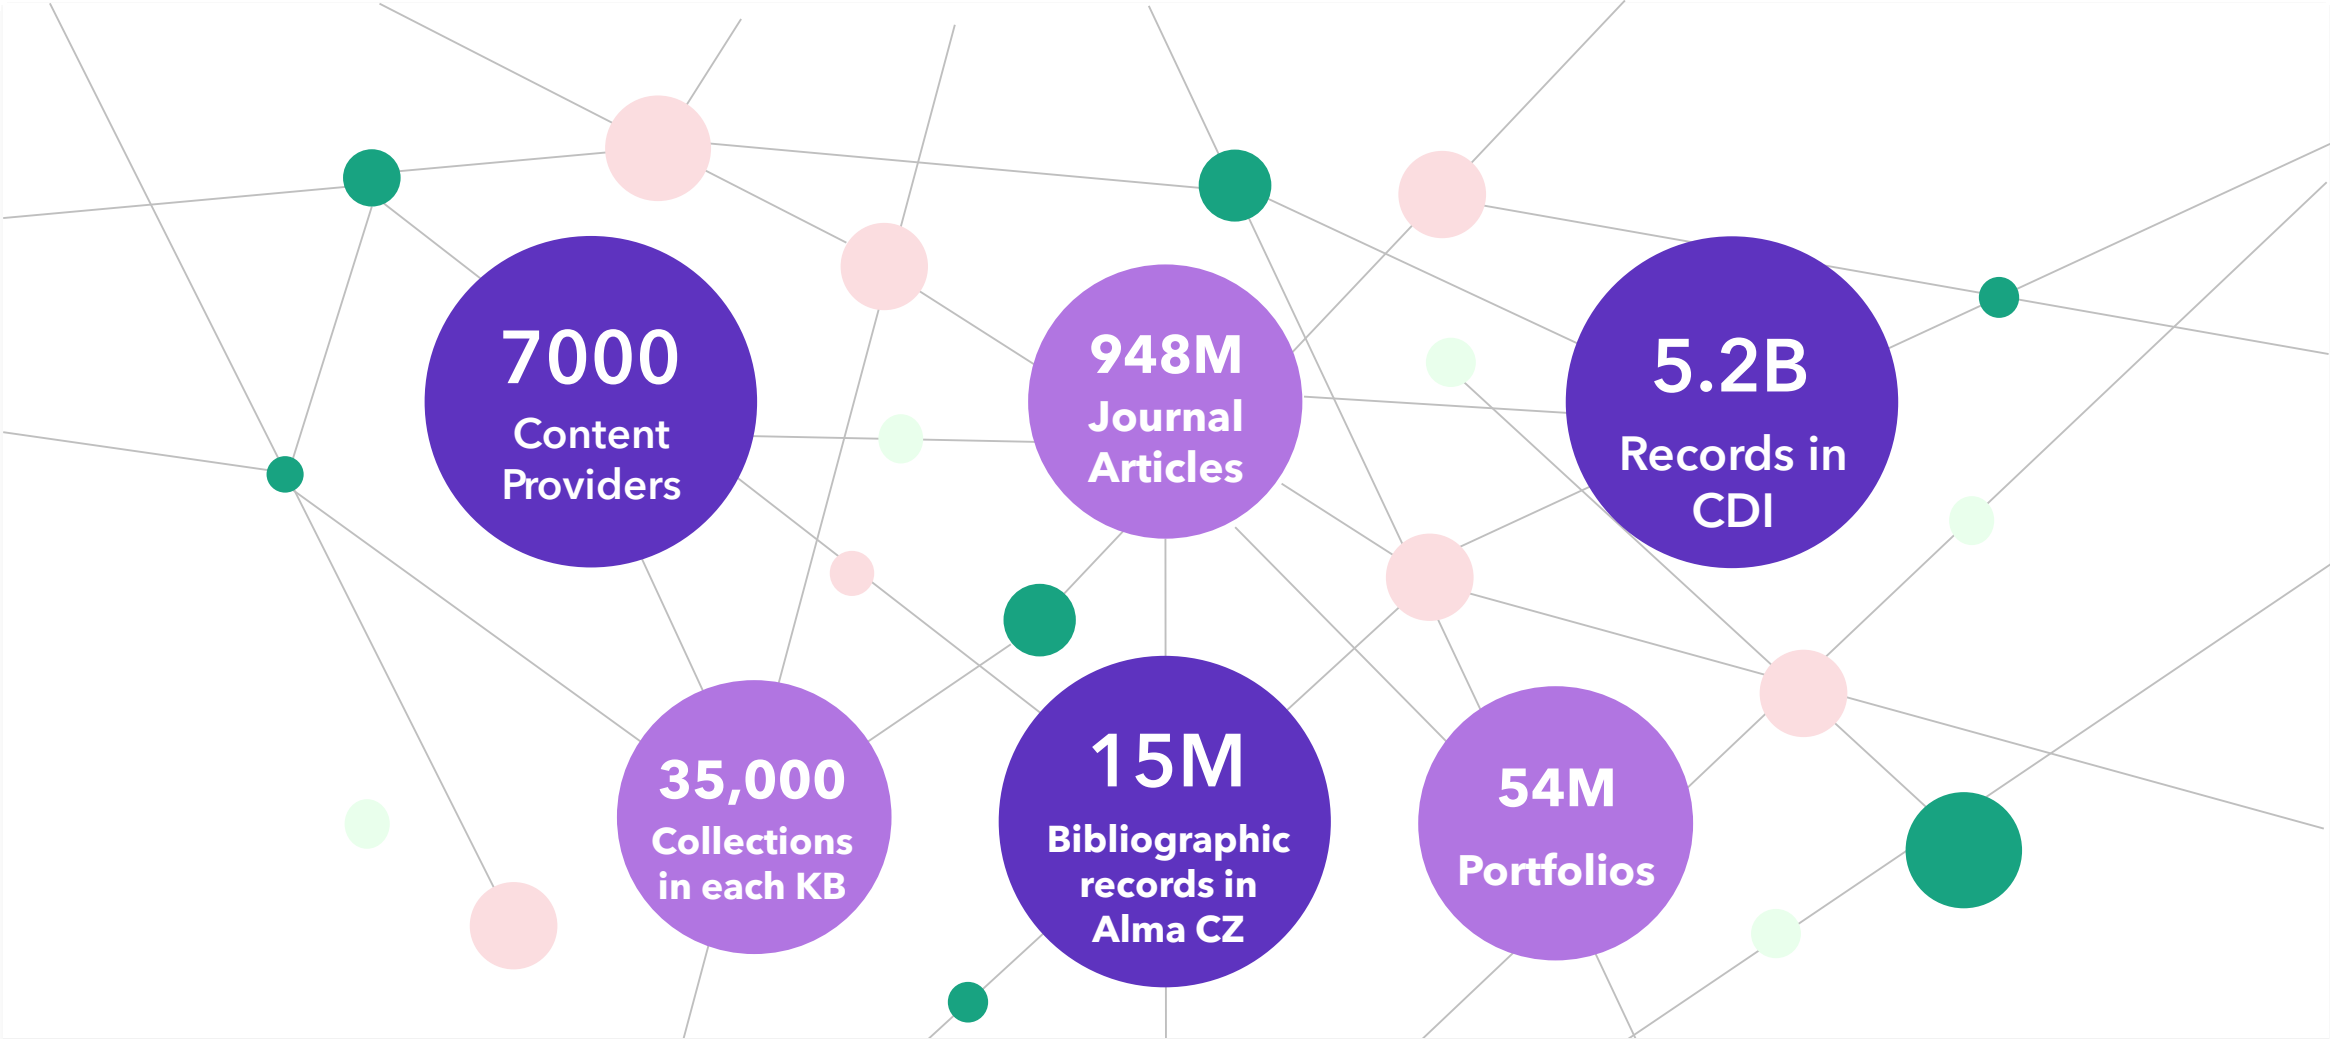 7000
Content
Providers
948M
Journal
Articles
5.2B
Records in
CDI
35,000
Collections
in each KB
15M
Bibliographic
records in
Alma CZ
54M
Portfolios